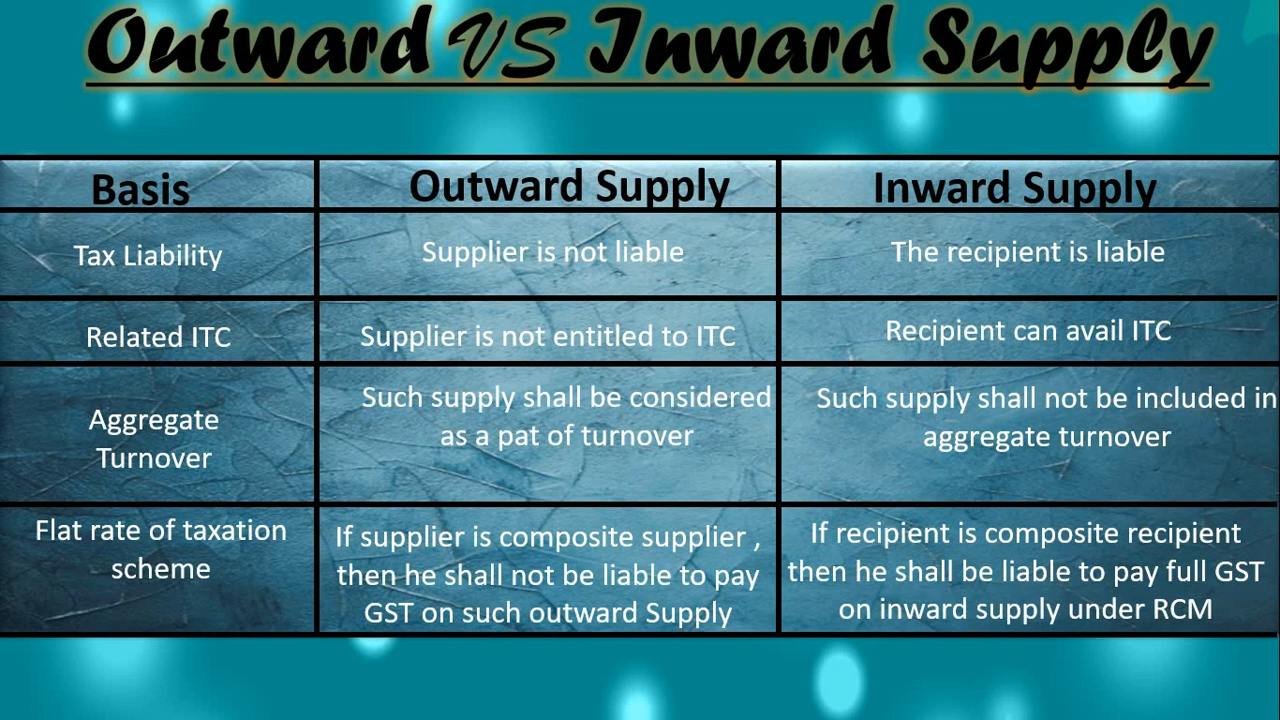 Outward VS Inward Supply
Basis
Outward Supply
Inward Supply
Tax Liability
Supplier is not liable
The recipient is liable
Related ITC
Supplier is not entitled to ITC
Recipient can avail ITC
Aggregate
Turnover
Such supply shall be considered
as a pat of turnover
Such supply shall not be included in
aggregate turnover
Flat rate of taxation
scheme
If supplier is composite supplier ,
then he shall not be liable to pay
GST on such outward Supply
If recipient is composite recipient
then he shall be liable to pay full GST
on inward supply under RCM